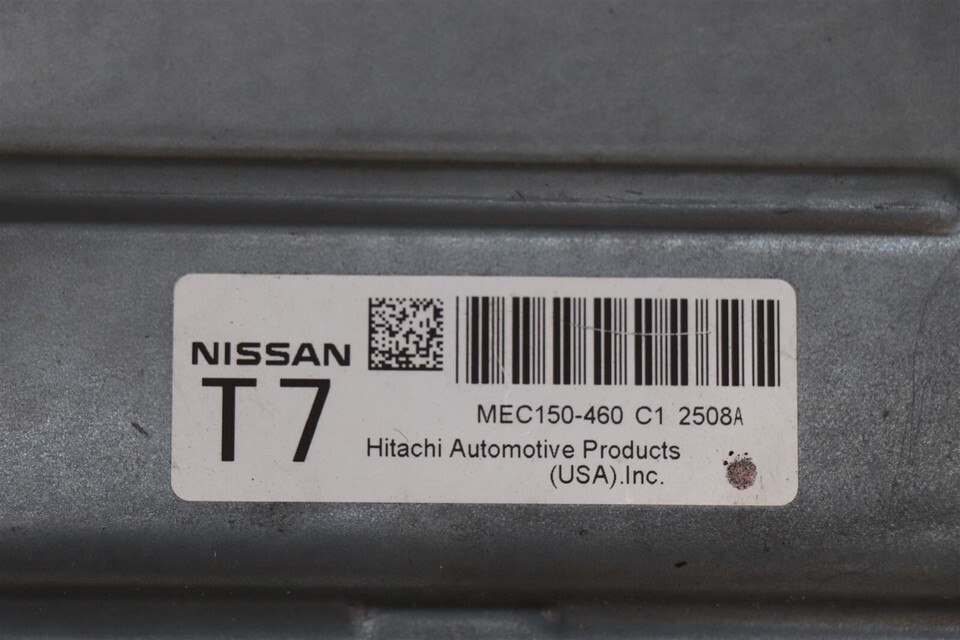 NISSAN
T7
MEC150-460 C1 2508A
Hitachi Automotive Products
(USA).Inc.